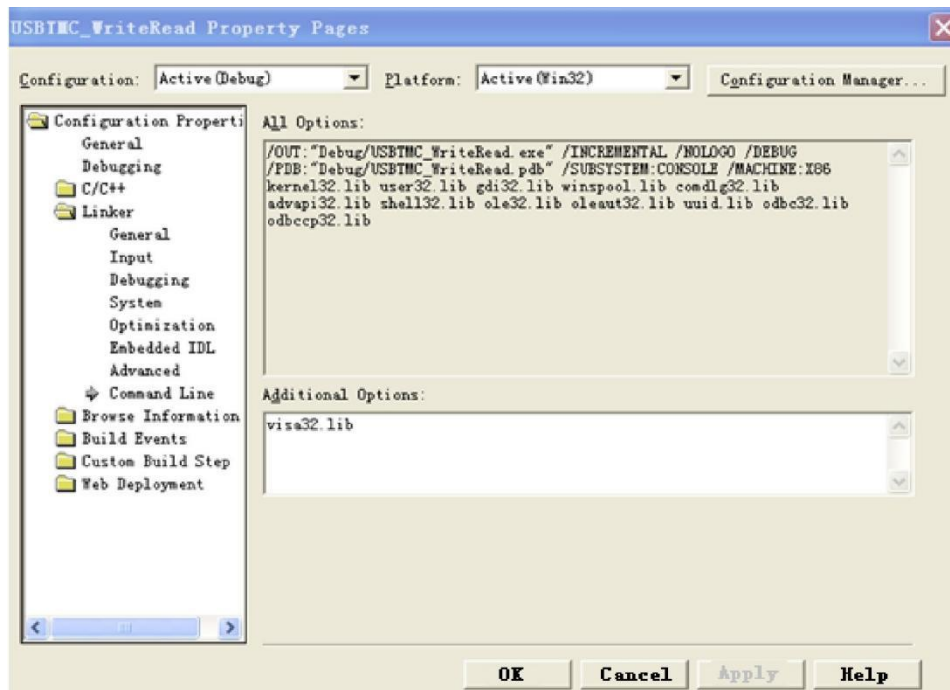 USBTMC_WriteRead Property Pages
Configuration: Active(Debug) Platform: Active(Win32) Configuration Manager...
Configuration Properti
General
Debugging
C/C++
Linker
General
Input
Debugging
System
Optimization
Embedded IDL
Advanced
Command Line
Browse Information
Build Events
Custom Build Step
Web Deployment
All Options:
/OUT:"Debug/USBTMC_WriteRead.exe" /INCREMENTAL /NOLOGO /DEBUG
/PDB:"Debug/USBTMC_WriteRead.pdb" /SUBSYSTEM:CONSOLE /MACHINE:X86
kernel32.lib user32.lib gdi32.lib winspool.lib comdlg32.lib
advapi32.lib shell32.lib ole32.lib oleaut32.lib uuid.lib odbc32.lib
odbccp32.lib
Additional Options:
visa32.lib
OK Cancel Apply Help